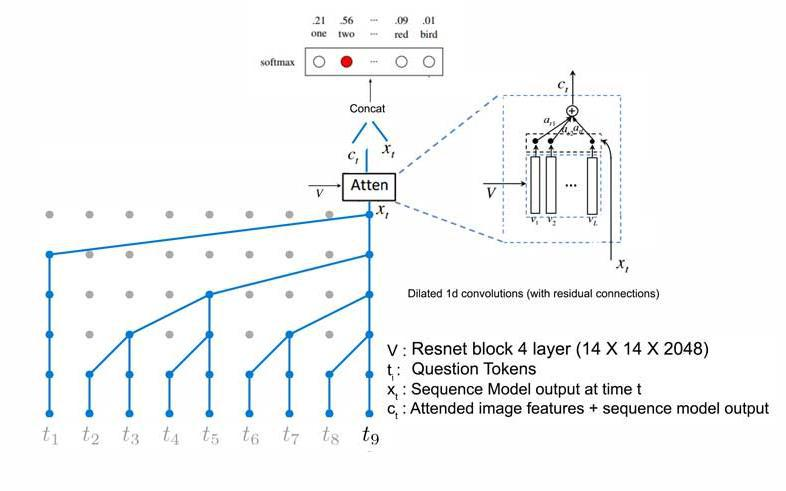 .21 .56 ... .09 .01
one two ... red bird
softmax ...
Concat
c_t x_t
V Atten
x_t
c_t
a_t1
V ...
v_1 v_2 v_L
x_t
Dilated 1d convolutions (with residual connections)
V : Resnet block 4 layer (14 X 14 X 2048)
t_i : Question Tokens
x_t : Sequence Model output at time t
c_t : Attended image features + sequence model output
t_1 t_2 t_3 t_4 t_5 t_6 t_7 t_8 t_9